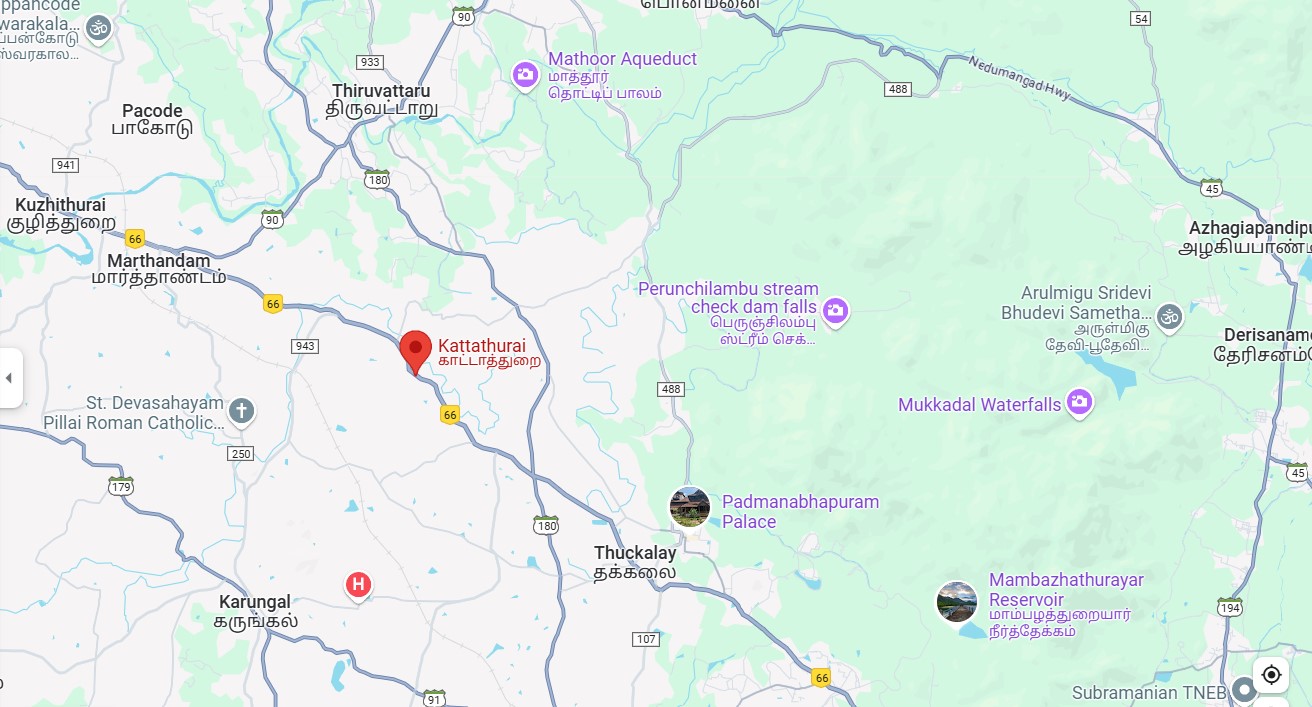 ppancode
warakala...
ப்பன்கோடு
ஸ்வரகால...
90
பொன்மனை
54
933
Mathoor Aqueduct
மாத்தூர்
தொட்டிப் பாலம்
Nedumangad Hwy
488
Thiruvattaru
திருவட்டாறு
Pacode
பாகோடு
941
180
45
Kuzhithurai
குழித்துறை
90
66
Azhagiapandipu
அழகியபாண்டி
Marthandam
மார்த்தாண்டம்
66
Perunchilambu stream
check dam falls
பெருஞ்சிலம்பு
ஸ்ட்ரீம் செக்...
Arulmigu Sridevi
Bhudevi Sametha...
அருள்மிகு
தேவி-பூதேவி...
943
Kattathurai
காட்டாத்துறை
Derisaname
தேரிசனம்
488
St. Devasahayam
Pillai Roman Catholic...
66
Mukkadal Waterfalls
250
45
179
Padmanabhapuram
Palace
180
Thuckalay
தக்கலை
H
Mambazhathurayar
Reservoir
மாம்பழத்துறையார்
நீர்த்தேக்கம்
Karungal
கருங்கல்
194
107
66
91
Subramanian TNEB